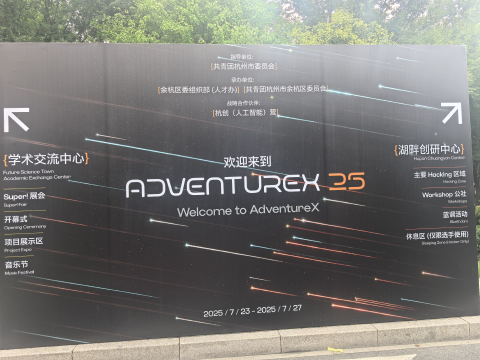 指导单位:
{共青团杭州市委员会}
承办单位:
{余杭区委组织部 (人才办)} {共青团杭州市余杭区委员会}
战略合作伙伴:
{杭创（人工智能）营}
{学术交流中心}
Future Science Town
Academic Exchange Center
Super! 展会
Super!Fair
开幕式
Opening Ceremony
项目展示区
Project Expo
音乐节
Music Festival
欢迎来到
ADVENTUREX 25
Welcome to AdventureX
2025 / 7 / 23 - 2025 / 7 / 27
{湖畔创研中心}
Hupan Chuangyan Center
主要 Hacking 区域
Hacking Zone
Workshop 公社
Workshops
蓝调活动
休息区 (仅限选手使用)
Sleeping Zone (Hacker Only)